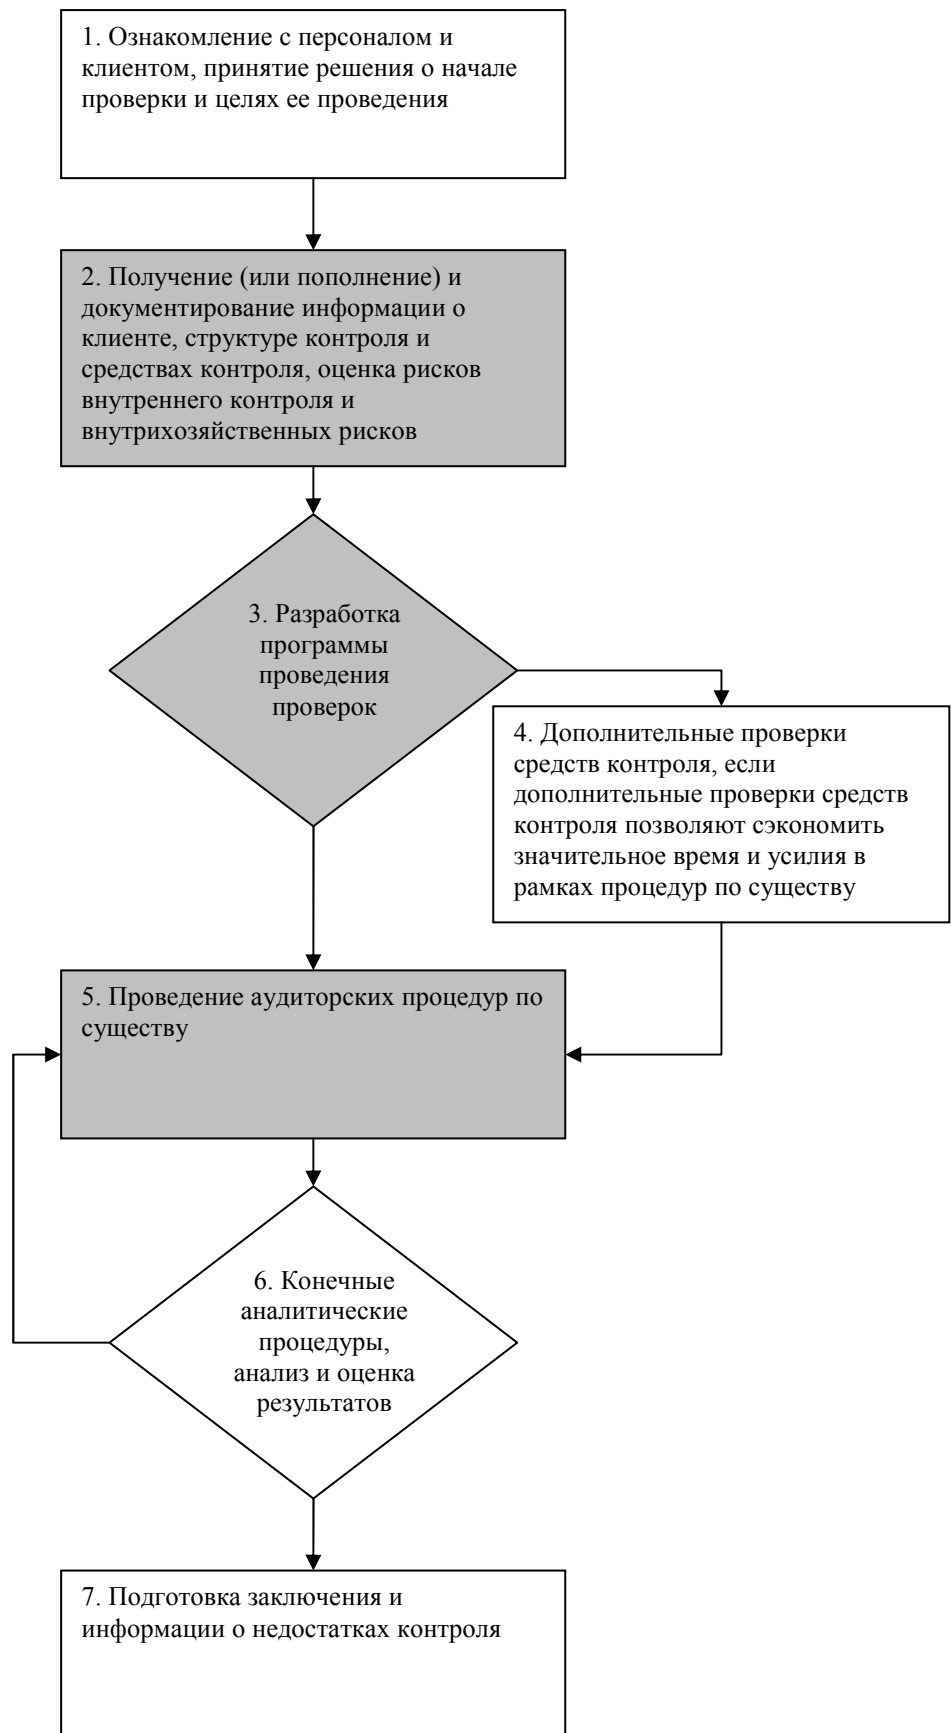 1. Ознакомление с персоналом и
клиентом, принятие решения о начале
проверки и целях ее проведения
2. Получение (или пополнение) и
документирование информации о
клиенте, структуре контроля и
средствах контроля, оценка рисков
внутреннего контроля и
внутрихозяйственных рисков
3. Разработка
программы
проведения
проверок
4. Дополнительные проверки
средств контроля, если
дополнительные проверки средств
контроля позволяют сэкономить
значительное время и усилия в
рамках процедур по существу
5. Проведение аудиторских процедур по
существу
6. Конечные
аналитические
процедуры,
анализ и оценка
результатов
7. Подготовка заключения и
информации о недостатках контроля